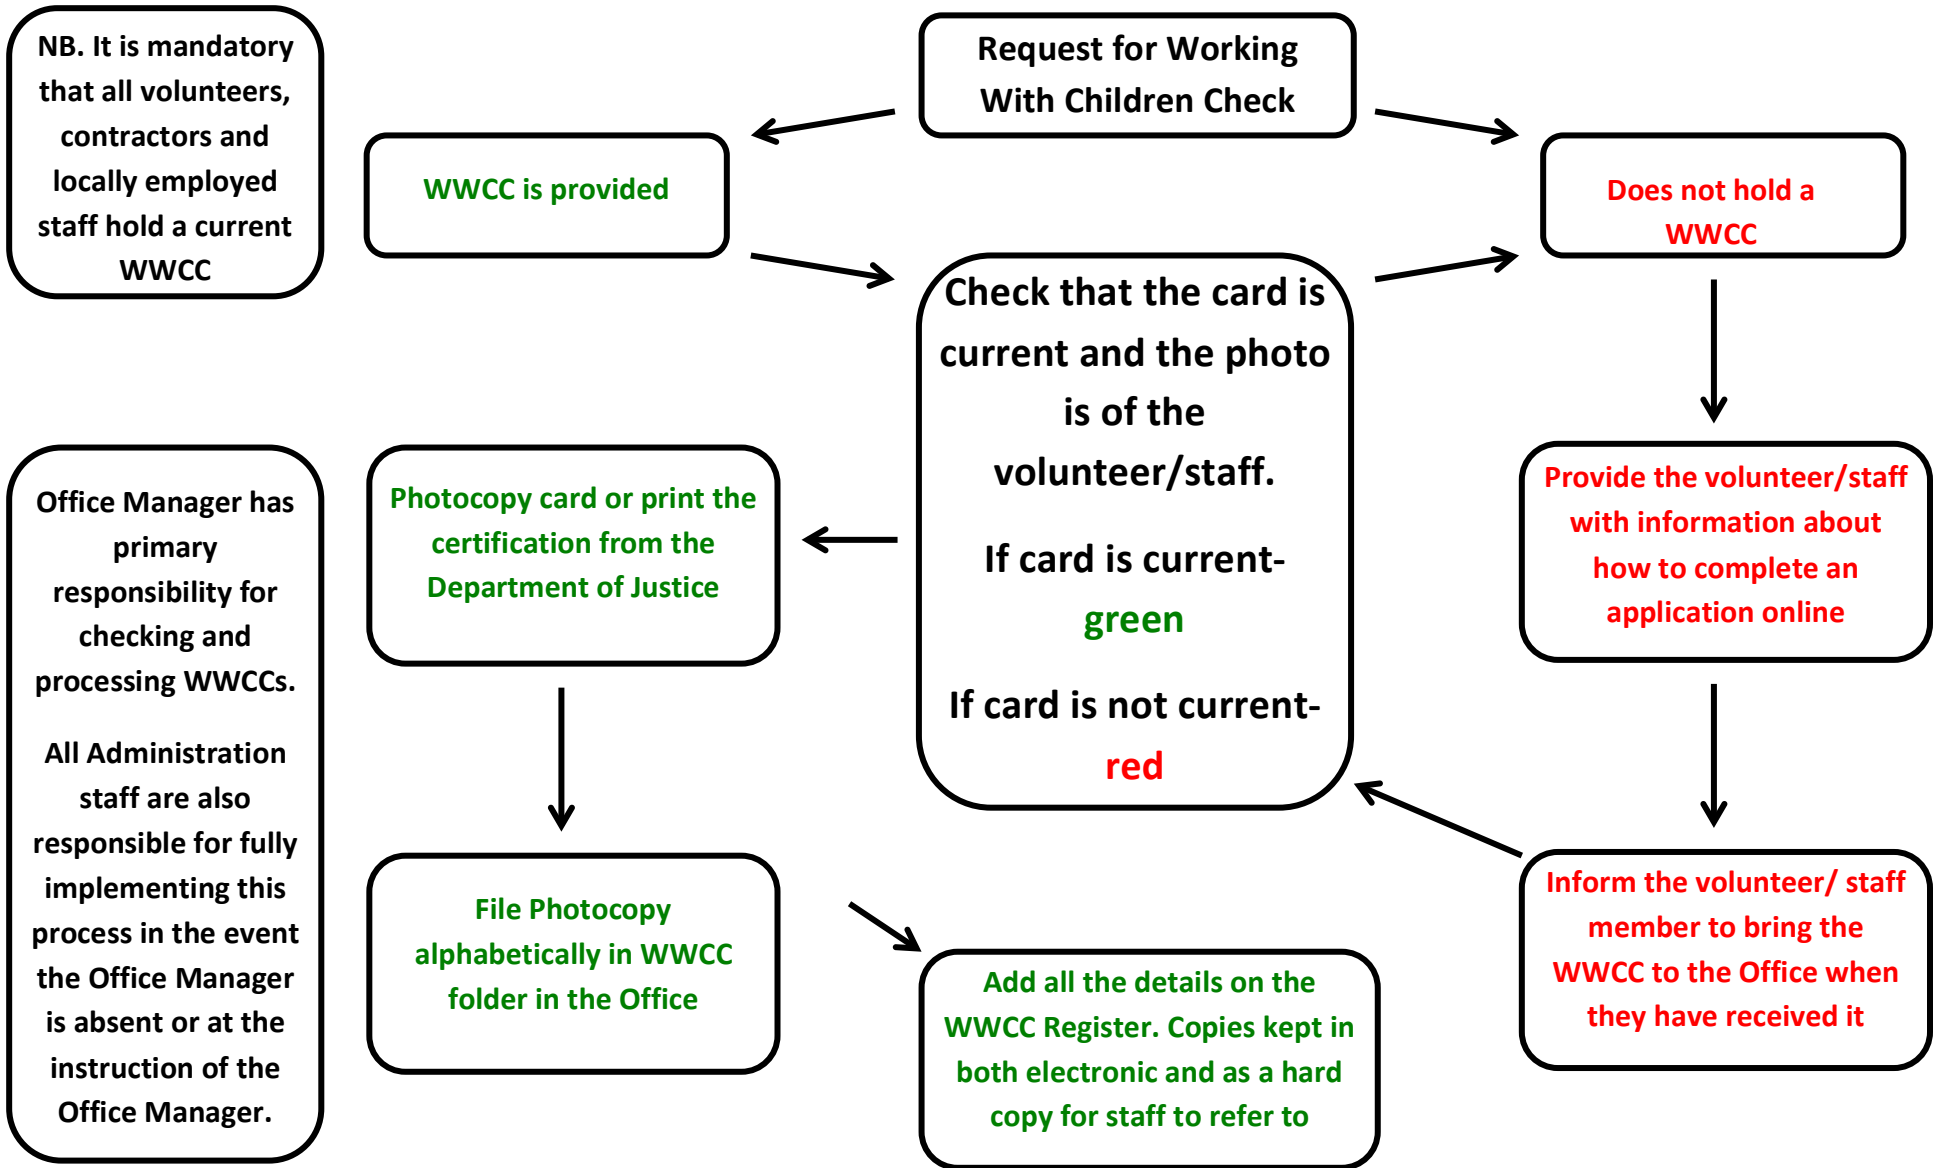 NB. It is mandatory
that all volunteers,
contractors and
locally employed
staff hold a current
WWCC
Request for Working
With Children Check
WWCC is provided
Does not hold a
WWCC
Check that the card is
current and the photo
is of the
volunteer/staff.
If card is current-
green
If card is not current-
red
Office Manager has
primary
responsibility for
checking and
processing WWCCs.
All Administration
staff are also
responsible for fully
implementing this
process in the event
the Office Manager
is absent or at the
instruction of the
Office Manager.
Photocopy card or print the
certification from the
Department of Justice
Provide the volunteer/staff
with information about
how to complete an
application online
File Photocopy
alphabetically in WWCC
folder in the Office
Add all the details on the
WWCC Register. Copies kept in
both electronic and as a hard
copy for staff to refer to
Inform the volunteer/ staff
member to bring the
WWCC to the Office when
they have received it